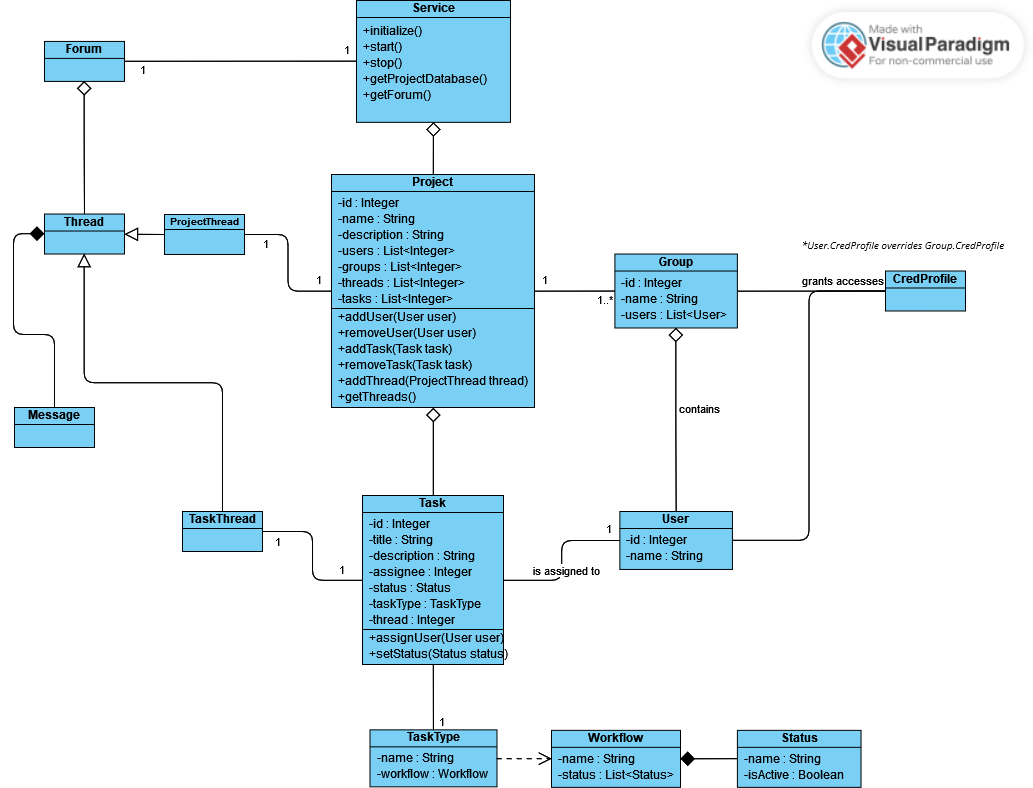 Service
+initialize()
+start()
+stop()
+getProjectDatabase()
+getForum()
Made with
VisualParadigm
For non-commercial use
Forum
1
1
Project
-id : Integer
-name : String
-description : String
-users : List<Integer>
-groups : List<Integer>
-threads : List<Integer>
-tasks : List<Integer>
+addUser(User user)
+removeUser(User user)
+addTask(Task task)
+removeTask(Task task)
+addThread(ProjectThread thread)
+getThreads()
Thread
ProjectThread
1
1
1
1..*
Group
-id : Integer
-name : String
-users : List<User>
*User.CredProfile overrides Group.CredProfile
grants accesses
CredProfile
contains
Message
TaskThread
1
1
Task
-id : Integer
-title : String
-description : String
-assignee : Integer
-status : Status
-taskType : TaskType
-thread : Integer
+assignUser(User user)
+setStatus(Status status)
1
is assigned to
User
-id : Integer
-name : String
1
TaskType
-name : String
-workflow : Workflow
Workflow
-name : String
-status : List<Status>
Status
-name : String
-isActive : Boolean